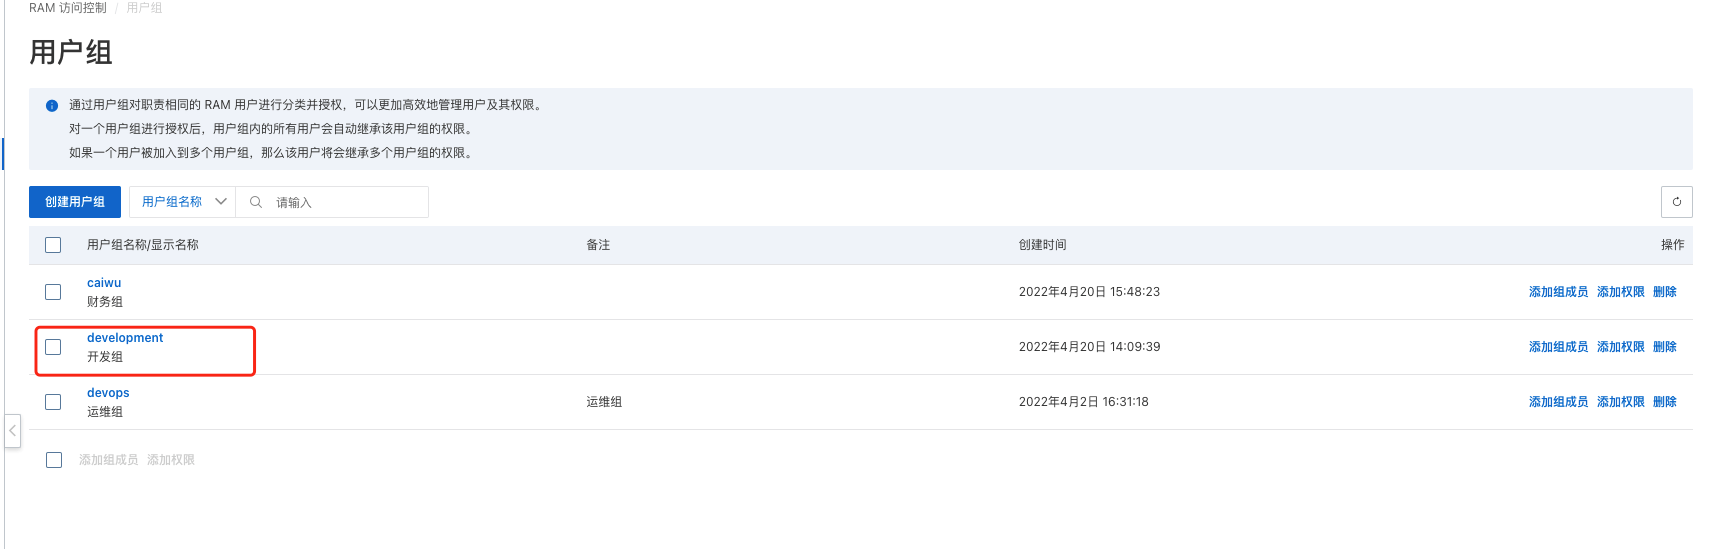 RAM 访问控制 / 用户组
用户组
通过用户组对职责相同的 RAM 用户进行分类并授权，可以更加高效地管理用户及其权限。
对一个用户组进行授权后，用户组内的所有用户会自动继承该用户组的权限。
如果一个用户被加入到多个用户组，那么该用户将会继承多个用户组的权限。
创建用户组 用户组名称 请输入
用户组名称/显示名称 备注 创建时间 操作
caiwu
财务组 2022年4月20日 15:48:23 添加组成员 添加权限 删除
development
开发组 2022年4月20日 14:09:39 添加组成员 添加权限 删除
devops
运维组 运维组 2022年4月2日 16:31:18 添加组成员 添加权限 删除
添加组成员 添加权限